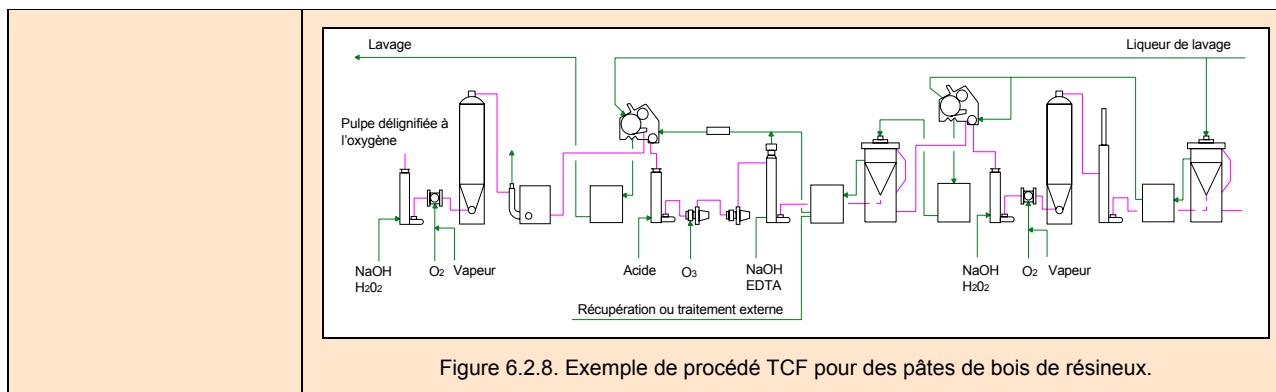 Lavage
Liqueur de lavage
Pulpe délignifiée à
l'oxygène
NaOH
H2O2
O2
Vapeur
Acide
O3
NaOH
EDTA
NaOH
H2O2
O2
Vapeur
Récupération ou traitement externe
Figure 6.2.8. Exemple de procédé TCF pour des pâtes de bois de résineux.